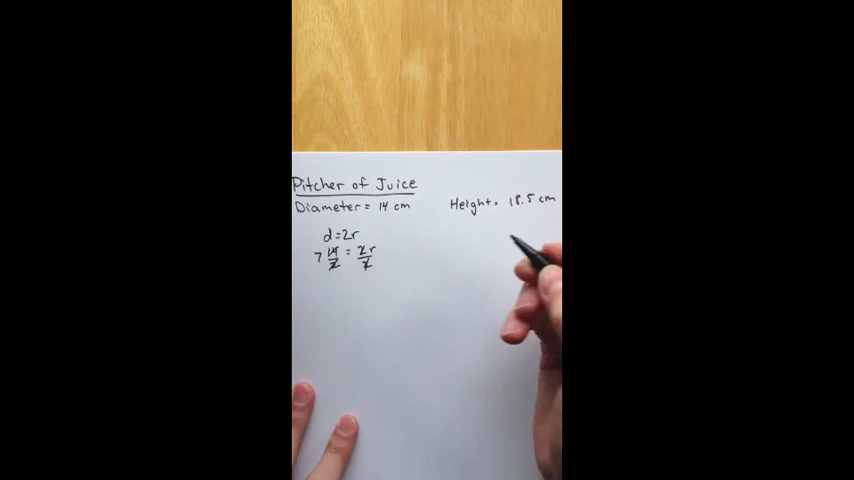 Pitcher of Juice
Diameter = 14 cm
Height = 18.5 cm
d=2r
7 14/2 = 2r/2